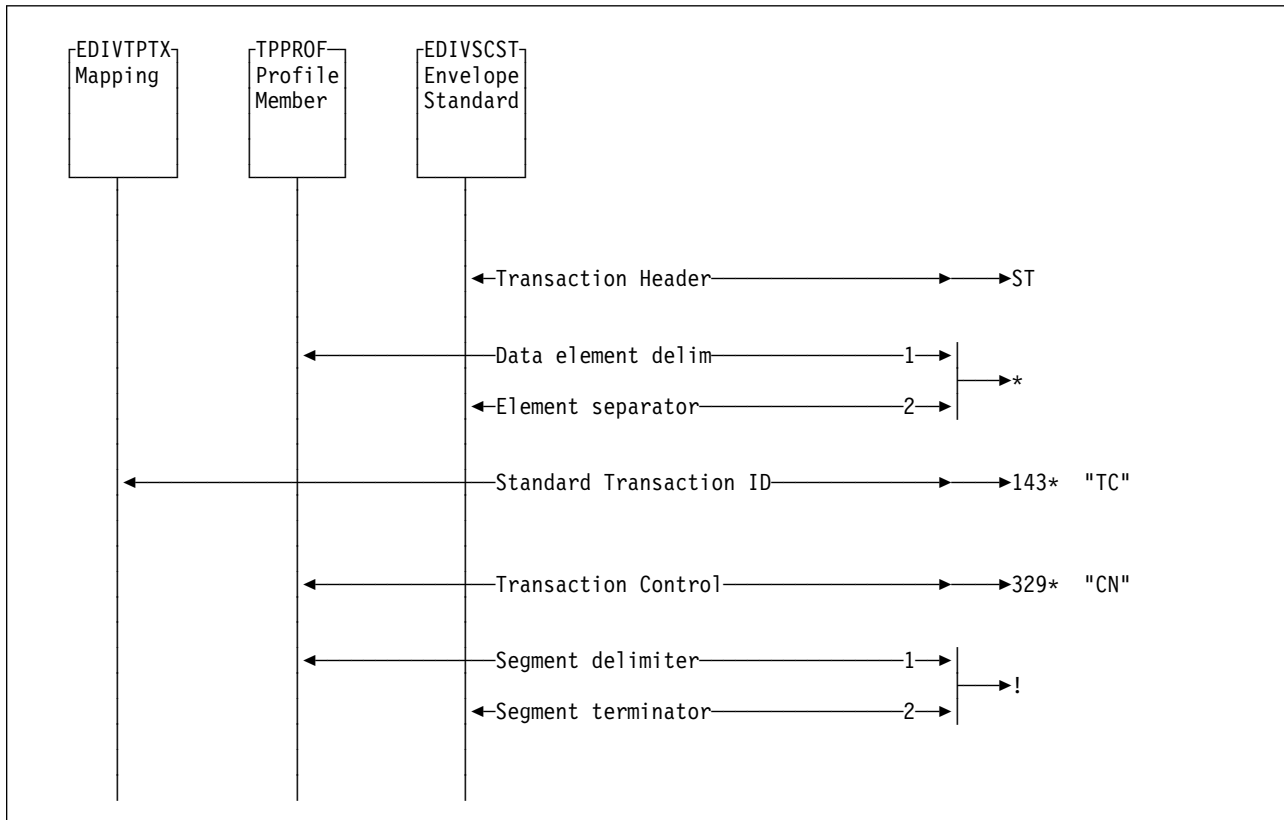 EDIVTPTX TPPROF EDIVSCST
Mapping Profile Envelope
Member Standard
Transaction Header ST
Data element delim 1
*
Element separator 2
Standard Transaction ID 143* "TC"
Transaction Control 329* "CN"
Segment delimiter 1
!
Segment terminator 2